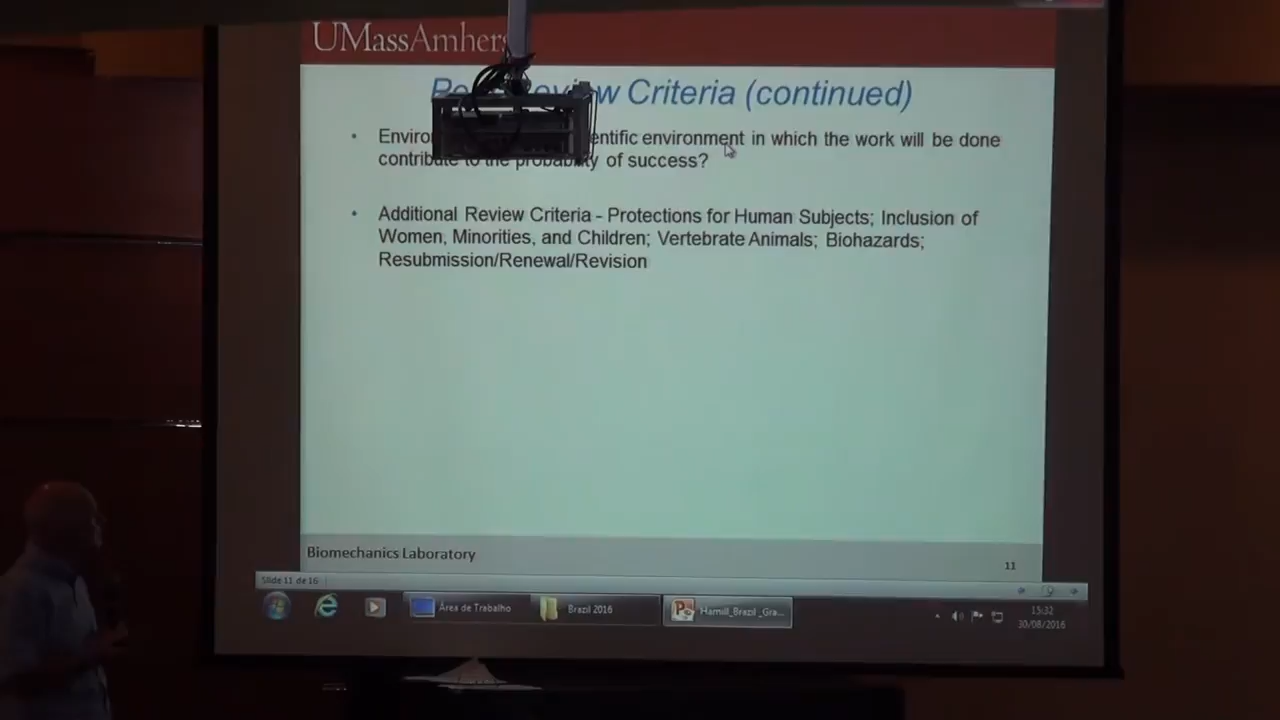 UMassAmhers
Review Criteria (continued)
Enviro entific environment in which the work will be done
contribute to the probability of success?
Additional Review Criteria - Protections for Human Subjects; Inclusion of
Women, Minorities, and Children; Vertebrate Animals; Biohazards;
Resubmission/Renewal/Revision
Biomechanics Laboratory
11
Slide 11 de 16
Área de Trabalho
Brazil 2016
Hamill_Brazil_Gra...
15:32
30/08/2016